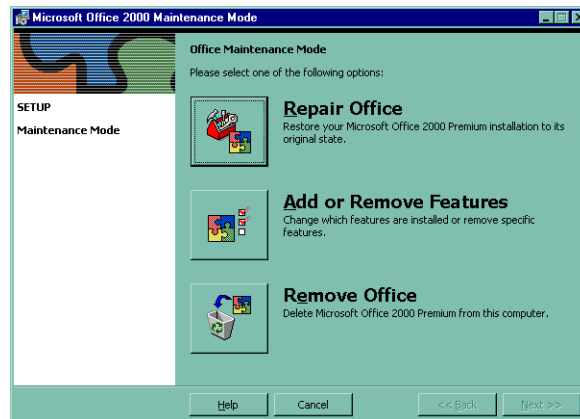 Microsoft Office 2000 Maintenance Mode
Office Maintenance Mode
Please select one of the following options:
SETUP
Maintenance Mode
Repair Office
Restore your Microsoft Office 2000 Premium installation to its
original state.
Add or Remove Features
Change which features are installed or remove specific
features.
Remove Office
Delete Microsoft Office 2000 Premium from this computer.
Help
Cancel
<< Back
Next >>